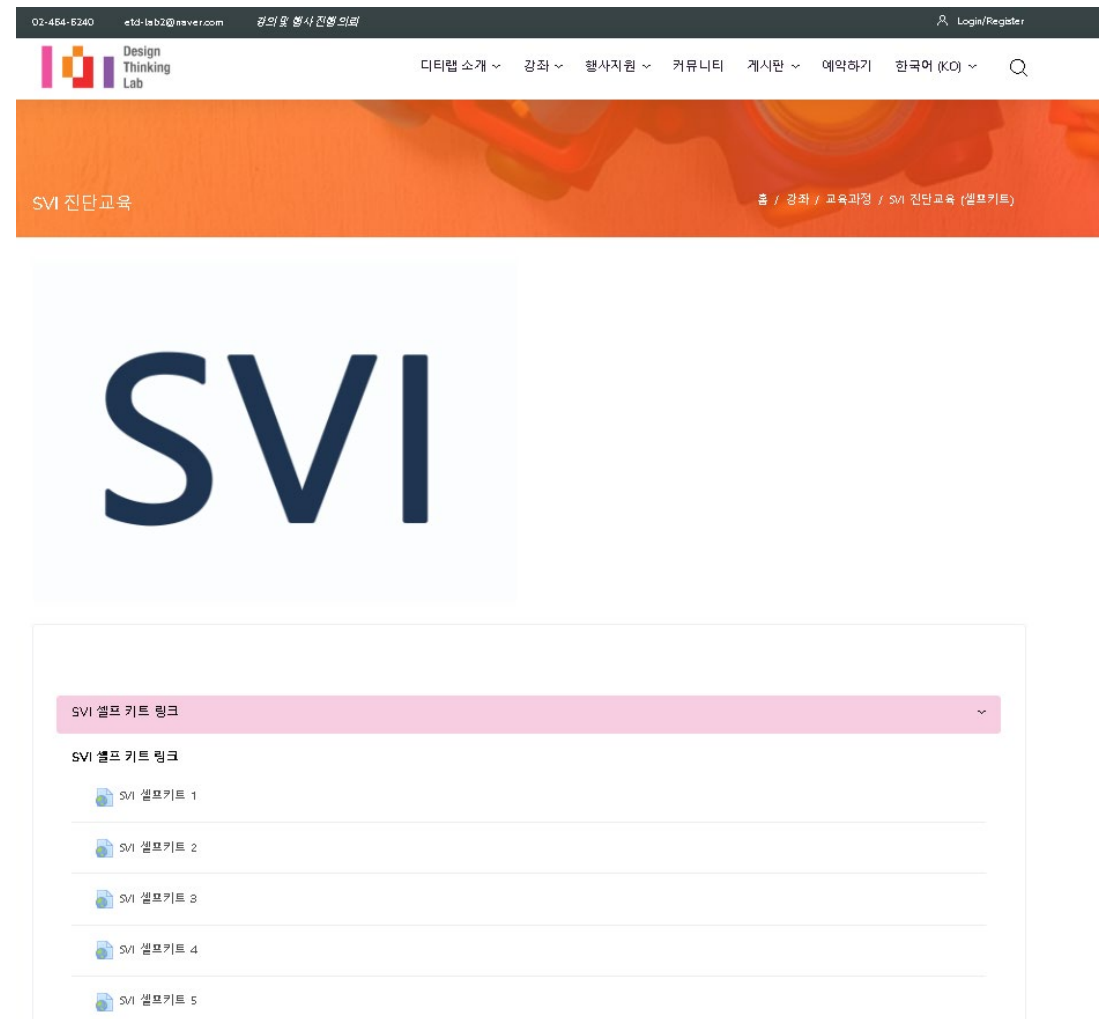 02-454-5240 etd-lab2@naver.com 강의 및 행사 진행 의뢰 Login/Register
Design
Thinking
Lab
디티랩 소개 강좌 행사지원 커뮤니티 게시판 예약하기 한국어 (KO)
SVI 진단교육
홈 / 강좌 / 교육과정 / SVI 진단교육 (셀프키트)
SVI
SVI 셀프 키트 링크
SVI 셀프 키트 링크
SVI 셀프키트 1
SVI 셀프키트 2
SVI 셀프키트 3
SVI 셀프키트 4
SVI 셀프키트 5